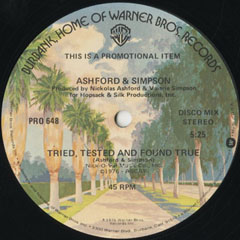 BURBANK, HOME OF WARNER BROS. RECORDS
THIS IS A PROMOTIONAL ITEM
ASHFORD & SIMPSON
Produced by Nickolas Ashford & Valerie Simpson
for Hopsack & Silk Productions, Inc.
PRO 648
DISCO MIX
STEREO
5:25
TRIED, TESTED AND FOUND TRUE
(Ashford & Simpson)
45 RPM